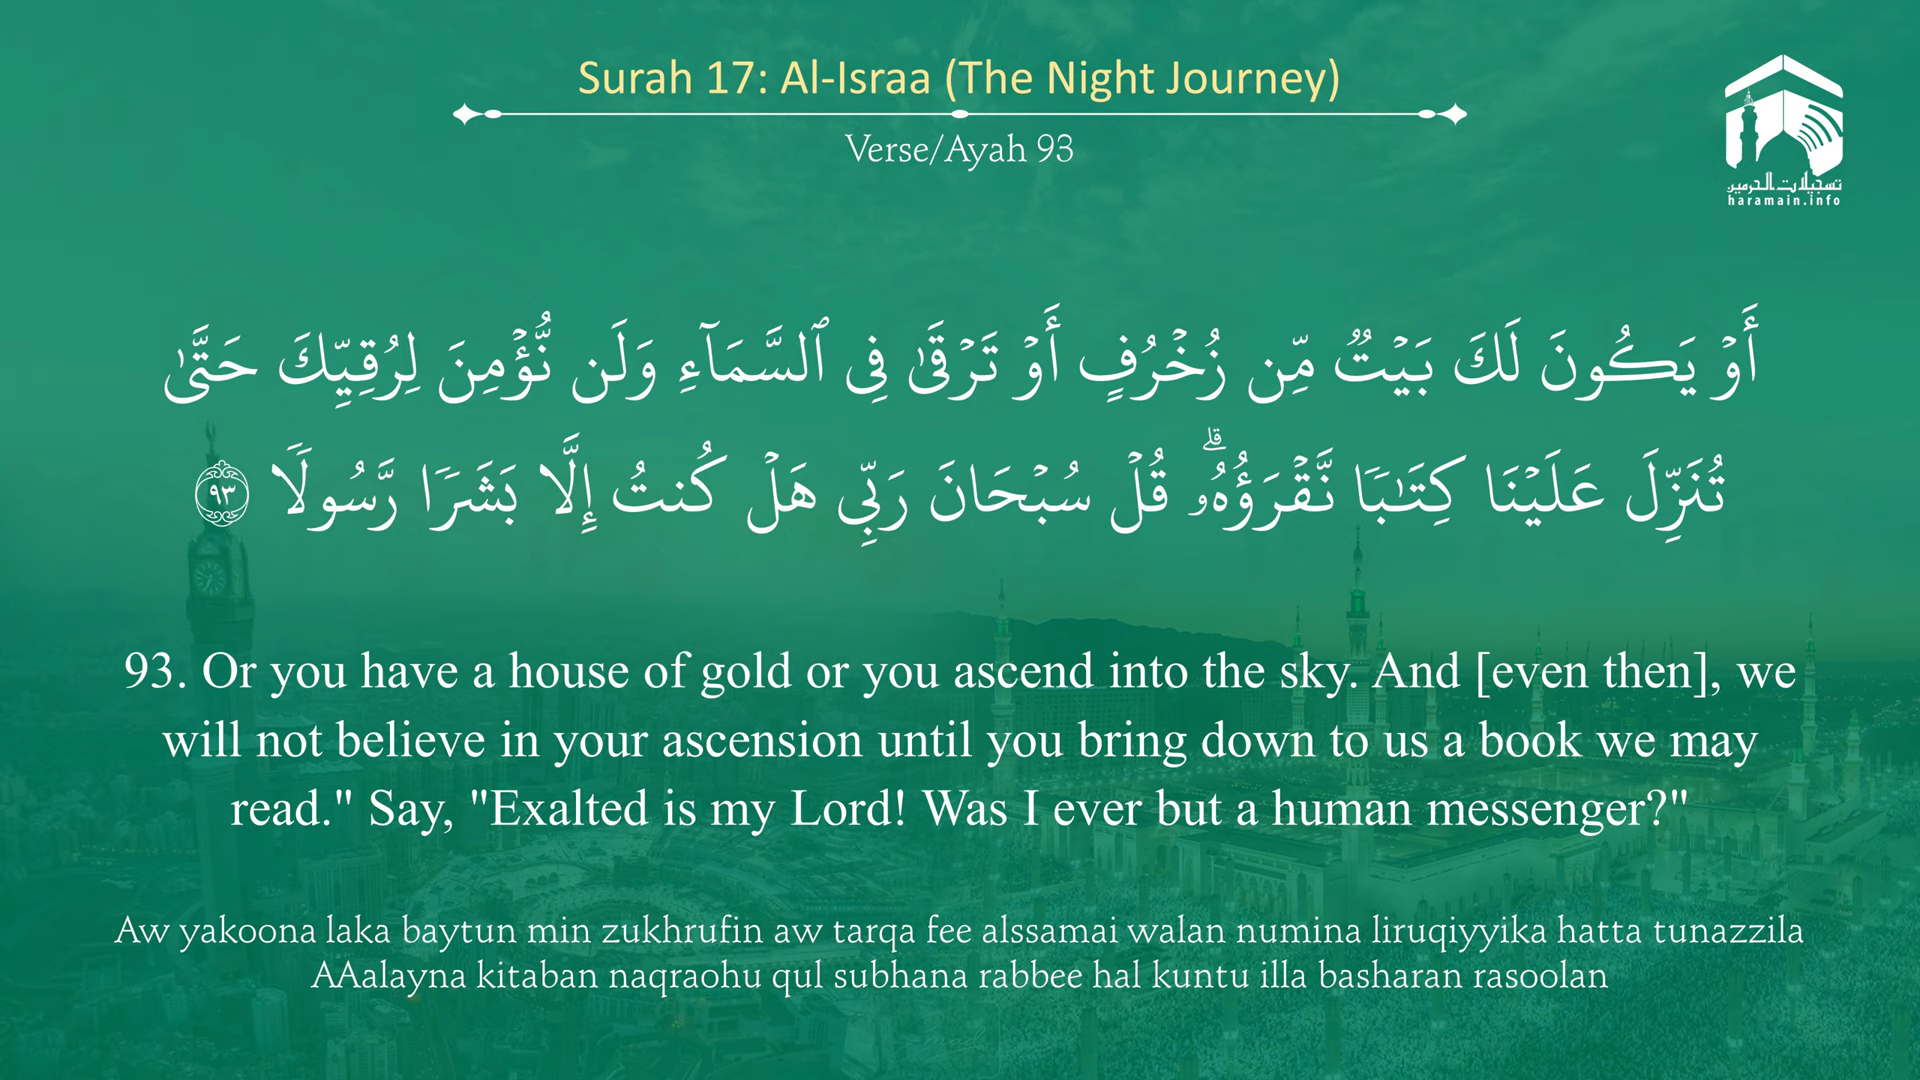 Surah 17: Al-Israa (The Night Journey)
Verse/Ayah 93
تسجيلات الحرمين
haramain.info
أَوْ يَكُونَ لَكَ بَيْتٌ مِّن زُخْرُفٍ أَوْ تَرْقَىٰ فِى ٱلسَّمَآءِ وَلَن نُّؤْمِنَ لِرُقِيِّكَ حَتَّىٰ
تُنَزِّلَ عَلَيْنَا كِتَـٰبًا نَّقْرَؤُهُۥ ۗ قُلْ سُبْحَانَ رَبِّى هَلْ كُنتُ إِلَّا بَشَرًا رَّسُولًا ٩٣
93. Or you have a house of gold or you ascend into the sky. And [even then], we
will not believe in your ascension until you bring down to us a book we may
read." Say, "Exalted is my Lord! Was I ever but a human messenger?"
Aw yakoona laka baytun min zukhrufin aw tarqa fee alssamai walan numina liruqiyyika hatta tunazzila
AAalayna kitaban naqraohu qul subhana rabbee hal kuntu illa basharan rasoolan